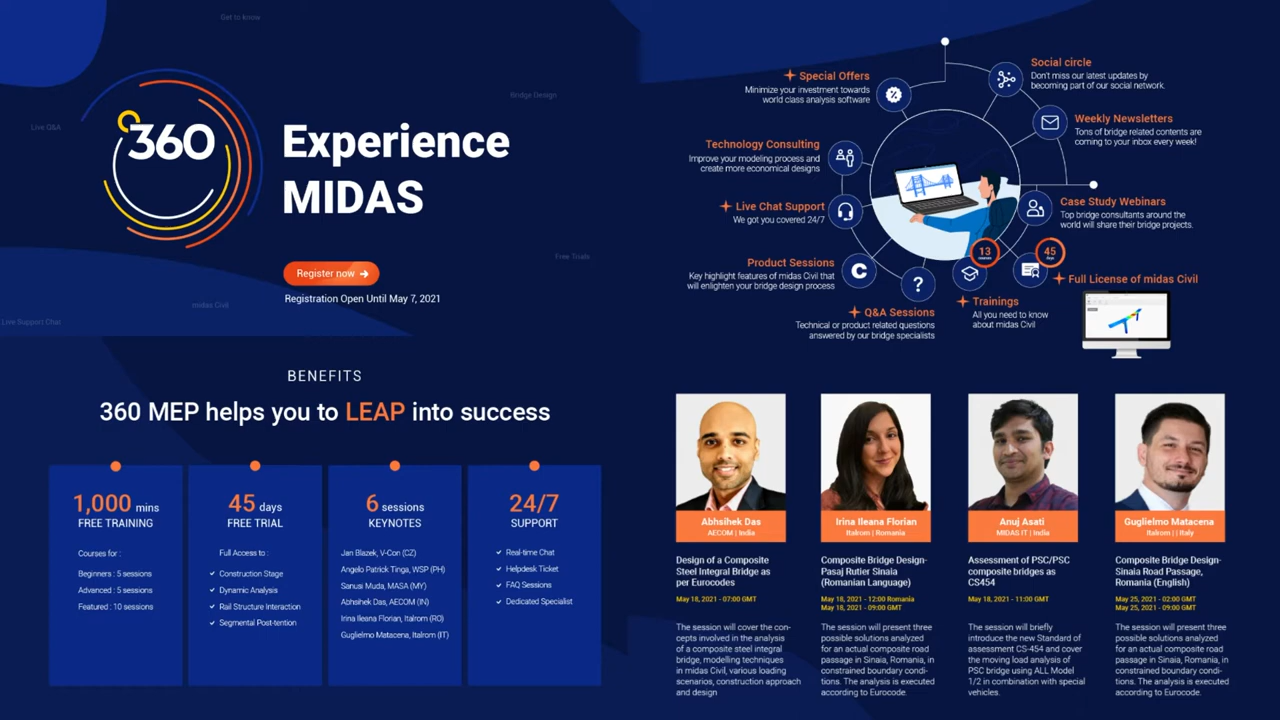 Get to know
Bridge Design
Live Q&A
360
Experience
MIDAS
Register now
Registration Open Until May 7, 2021
Free Trials
midas Civil
Live Support Chat
Special Offers
Minimize your investment towards
world class analysis software
Technology Consulting
Improve your modeling process and
create more economical designs
Live Chat Support
We got you covered 24/7
Product Sessions
Key highlight features of midas Civil that
will enlighten your bridge design process
Q&A Sessions
Technical or product related questions
answered by our bridge specialists
Social circle
Don't miss our latest updates by
becoming part of our social network.
Weekly Newsletters
Tons of bridge related contents are
coming to your inbox every week!
Case Study Webinars
Top bridge consultants around the
world will share their bridge projects.
13
45
days
Full License of midas Civil
Trainings
All you need to know
about midas Civil
BENEFITS
360 MEP helps you to LEAP into success
1,000 mins
FREE TRAINING
Courses for :
Beginners : 5 sessions
Advanced : 5 sessions
Featured : 10 sessions
45 days
FREE TRIAL
Full Access to :
Construction Stage
Dynamic Analysis
Rail Structure Interaction
Segmental Post-tention
6 sessions
KEYNOTES
Jan Blazek, V-Con (CZ)
Angelo Patrick Tinga, WSP (PH)
Sanusi Muda, MASA (MY)
Abhsihek Das, AECOM (IN)
Irina Ileana Florian, Italrom (RO)
Guglielmo Matacena, Italrom (IT)
24/7
SUPPORT
Real-time Chat
Helpdesk Ticket
FAQ Sessions
Dedicated Specialist
Abhsihek Das
AECOM | India
Design of a Composite
Steel Integral Bridge as
per Eurocodes
May 18, 2021 - 07:00 GMT
The session will cover the con-
cepts involved in the analysis
of a composite steel integral
bridge, modelling techniques
in midas Civil, various loading
scenarios, construction approach
and design
Irina Ileana Florian
Italrom | Romania
Composite Bridge Design-
Pasaj Rutier Sinaia
(Romanian Language)
May 18, 2021 - 12:00 Romania
May 18, 2021 - 09:00 GMT
The session will present three
possible solutions analyzed
for an actual composite road
passage in Sinaia, Romania, in
constrained boundary condi-
tions. The analysis is executed
according to Eurocode.
Anuj Asati
MIDAS IT | India
Assessment of PSC/PSC
composite bridges as
CS454
May 18, 2021 - 11:00 GMT
The session will briefly
introduce the new Standard of
assessment CS-454 and cover
the moving load analysis of
PSC bridge using ALL Model
1/2 in combination with special
vehicles.
Guglielmo Matacena
Italrom | | Italy
Composite Bridge Design-
Sinaia Road Passage,
Romania (English)
May 25, 2021 - 02:00 GMT
May 25, 2021 - 09:00 GMT
The session will present three
possible solutions analyzed
for an actual composite road
passage in Sinaia, Romania, in
constrained boundary condi-
tions. The analysis is executed
according to Eurocode.